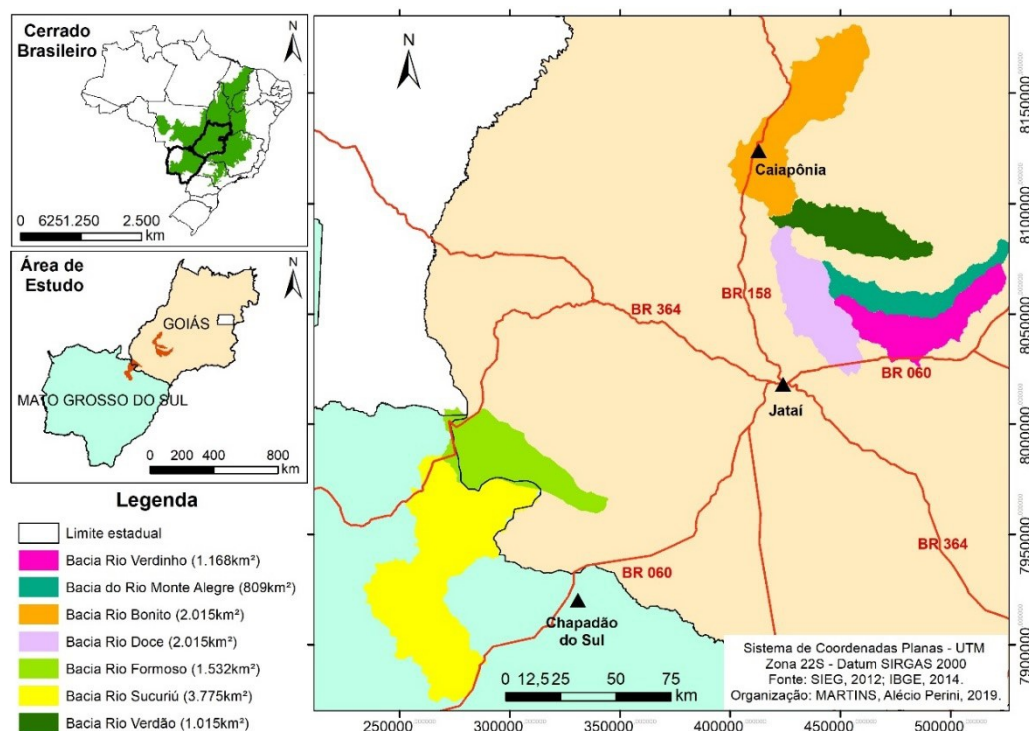 Cerrado
Brasileiro
N
0 6251.250 2.500
km
Área de
Estudo
N
GOIÁS
MATO GROSSO DO SUL
0 200 400 800
km
Legenda
Limite estadual
Bacia Rio Verdinho (1.168km²)
Bacia do Rio Monte Alegre (809km²)
Bacia Rio Bonito (2.015km²)
Bacia Rio Doce (2.015km²)
Bacia Rio Formoso (1.532km²)
Bacia Rio Sucuriú (3.775km²)
Bacia Rio Verdão (1.015km²)
N
Caiapônia
BR 158
BR 364
BR 060
Jataí
BR 364
BR 060
Chapadão
do Sul
0 12,5 25 50 75
km
Sistema de Coordenadas Planas - UTM
Zona 22S - Datum SIRGAS 2000
Fonte: SIEG, 2012; IBGE, 2014.
Organização: MARTINS, Alécio Perini, 2019.
8150000
8100000
8050000
8000000
7950000
7900000
250000 300000 350000 400000 450000 500000